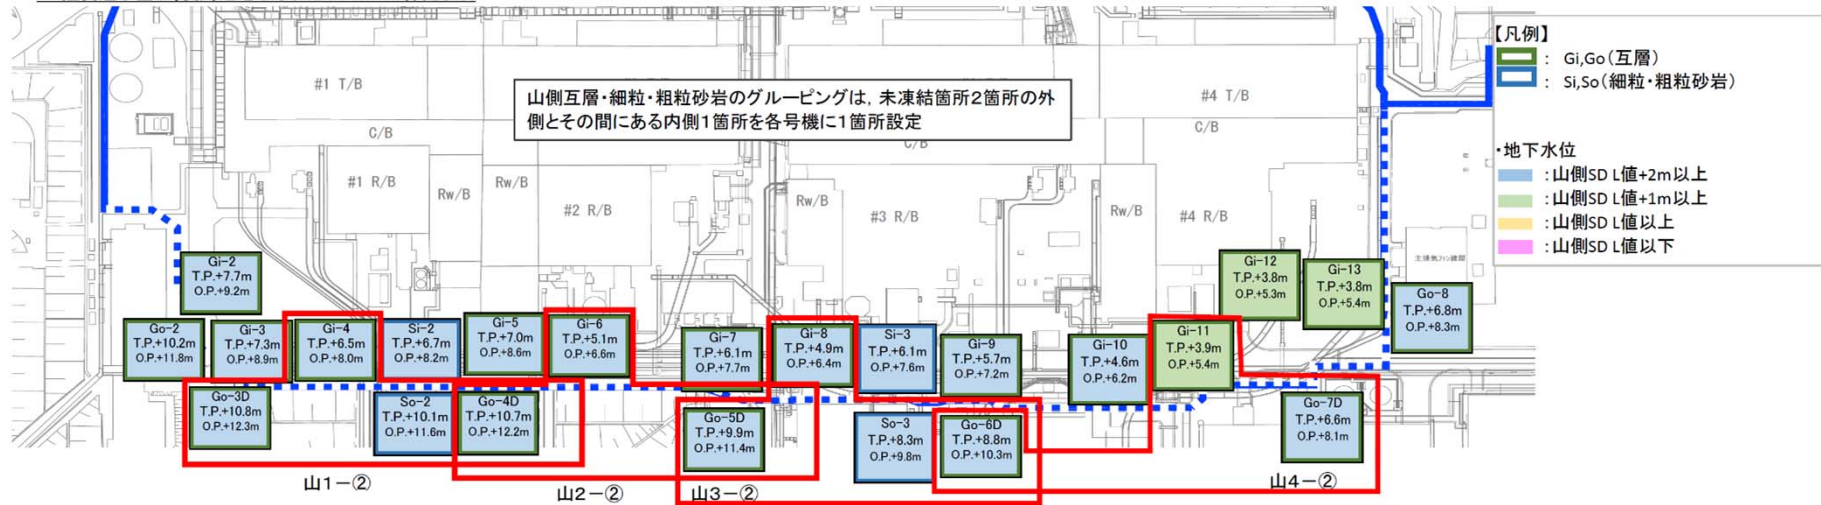 #1 T/B
#4 T/B
山側互層・細粒・粗粒砂岩のグルーピングは，未凍結箇所2箇所の外
側とその間にある内側1箇所を各号機に1箇所設定
C/B
C/B
C/B
#1 R/B
Rw/B
Rw/B
#2 R/B
Rw/B
#3 R/B
Rw/B
#4 R/B
【凡例】
： Gi,Go（互層）
： Si,So（細粒・粗粒砂岩）
・地下水位
：山側SD L値+2m以上
：山側SD L値+1m以上
：山側SD L値以上
：山側SD L値以下
Gi-2
T.P.+7.7m
O.P.+9.2m
Gi-12
T.P.+3.8m
O.P.+5.3m
Gi-13
T.P.+3.8m
O.P.+5.4m
Go-8
T.P.+6.8m
O.P.+8.3m
Go-2
T.P.+10.2m
O.P.+11.8m
Gi-3
T.P.+7.3m
O.P.+8.9m
Gi-4
T.P.+6.5m
O.P.+8.0m
Si-2
T.P.+6.7m
O.P.+8.2m
Gi-5
T.P.+7.0m
O.P.+8.6m
Gi-6
T.P.+5.1m
O.P.+6.6m
Gi-7
T.P.+6.1m
O.P.+7.7m
Gi-8
T.P.+4.9m
O.P.+6.4m
Si-3
T.P.+6.1m
O.P.+7.6m
Gi-9
T.P.+5.7m
O.P.+7.2m
Gi-10
T.P.+4.6m
O.P.+6.2m
Gi-11
T.P.+3.9m
O.P.+5.4m
Go-3D
T.P.+10.8m
O.P.+12.3m
So-2
T.P.+10.1m
O.P.+11.6m
Go-4D
T.P.+10.7m
O.P.+12.2m
Go-5D
T.P.+9.9m
O.P.+11.4m
So-3
T.P.+8.3m
O.P.+9.8m
Go-6D
T.P.+8.8m
O.P.+10.3m
Go-7D
T.P.+6.6m
O.P.+8.1m
山1－②
山2－②
山3－②
山4－②